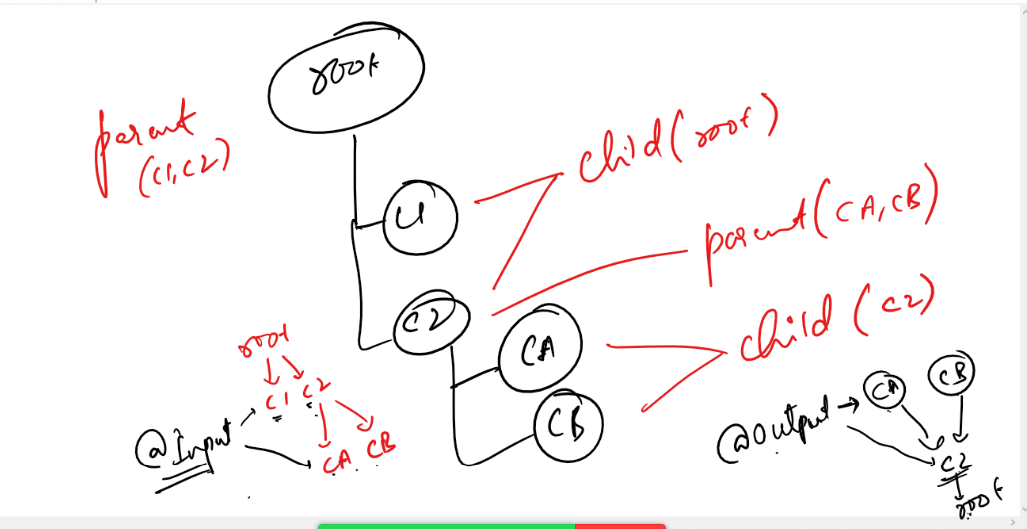 root
parent
(C1,C2)
child(root)
C1
parent(CA,CB)
C2
child (C2)
CA
CB
root
C1 C2
@Input
CA CB
CA
CB
@Output
C2
root